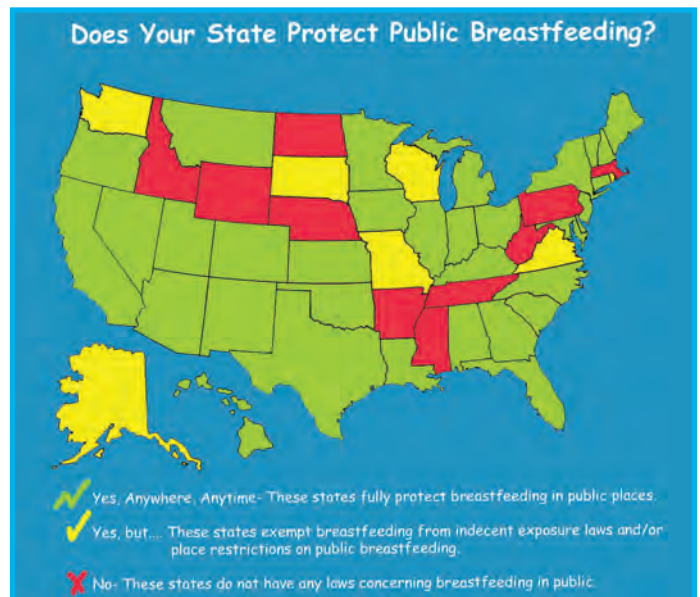 Does Your State Protect Public Breastfeeding?
Yes, Anywhere, Anytime- These states fully protect breastfeeding in public places.
Yes, but.... These states exempt breastfeeding from indecent exposure laws and/or
place restrictions on public breastfeeding.
No- These states do not have any laws concerning breastfeeding in public.